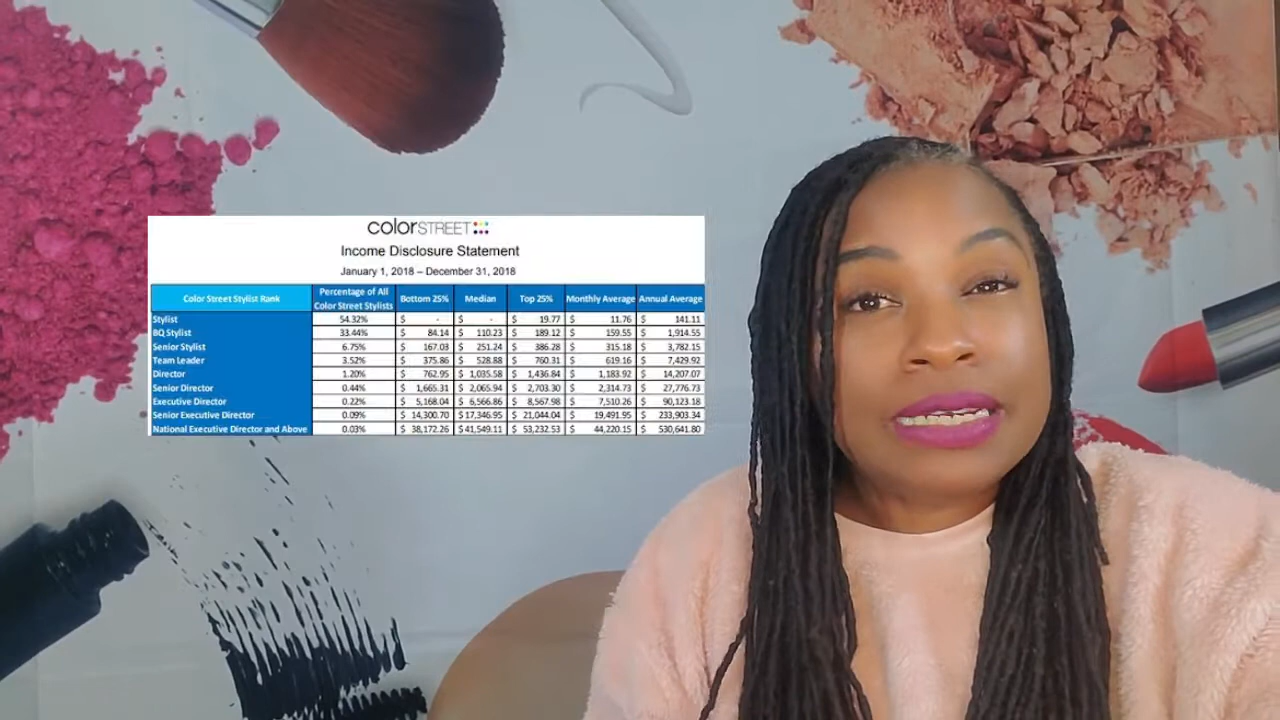 colorSTREET
Income Disclosure Statement
January 1, 2018 – December 31, 2018
Color Street Stylist Rank Percentage of All Color Street Stylists Bottom 25% Median Top 25% Monthly Average Annual Average
Stylist 54.32% $ - $ - $ 19.77 $ 11.76 $ 141.11
BQ Stylist 33.44% $ 84.14 $ 110.23 $ 189.12 $ 159.55 $ 1,914.55
Senior Stylist 6.75% $ 167.03 $ 251.24 $ 386.28 $ 315.18 $ 3,782.15
Team Leader 3.52% $ 375.86 $ 528.88 $ 760.31 $ 619.16 $ 7,429.92
Director 1.20% $ 762.95 $ 1,035.58 $ 1,436.84 $ 1,183.92 $ 14,207.07
Senior Director 0.44% $ 1,665.31 $ 2,065.94 $ 2,703.30 $ 2,314.73 $ 27,776.73
Executive Director 0.22% $ 5,168.04 $ 6,566.86 $ 8,567.98 $ 7,510.26 $ 90,123.18
Senior Executive Director 0.09% $ 14,300.70 $ 17,346.95 $ 21,044.04 $ 19,491.95 $ 233,903.34
National Executive Director and Above 0.03% $ 38,172.26 $ 41,549.11 $ 53,232.53 $ 44,220.15 $ 530,641.80